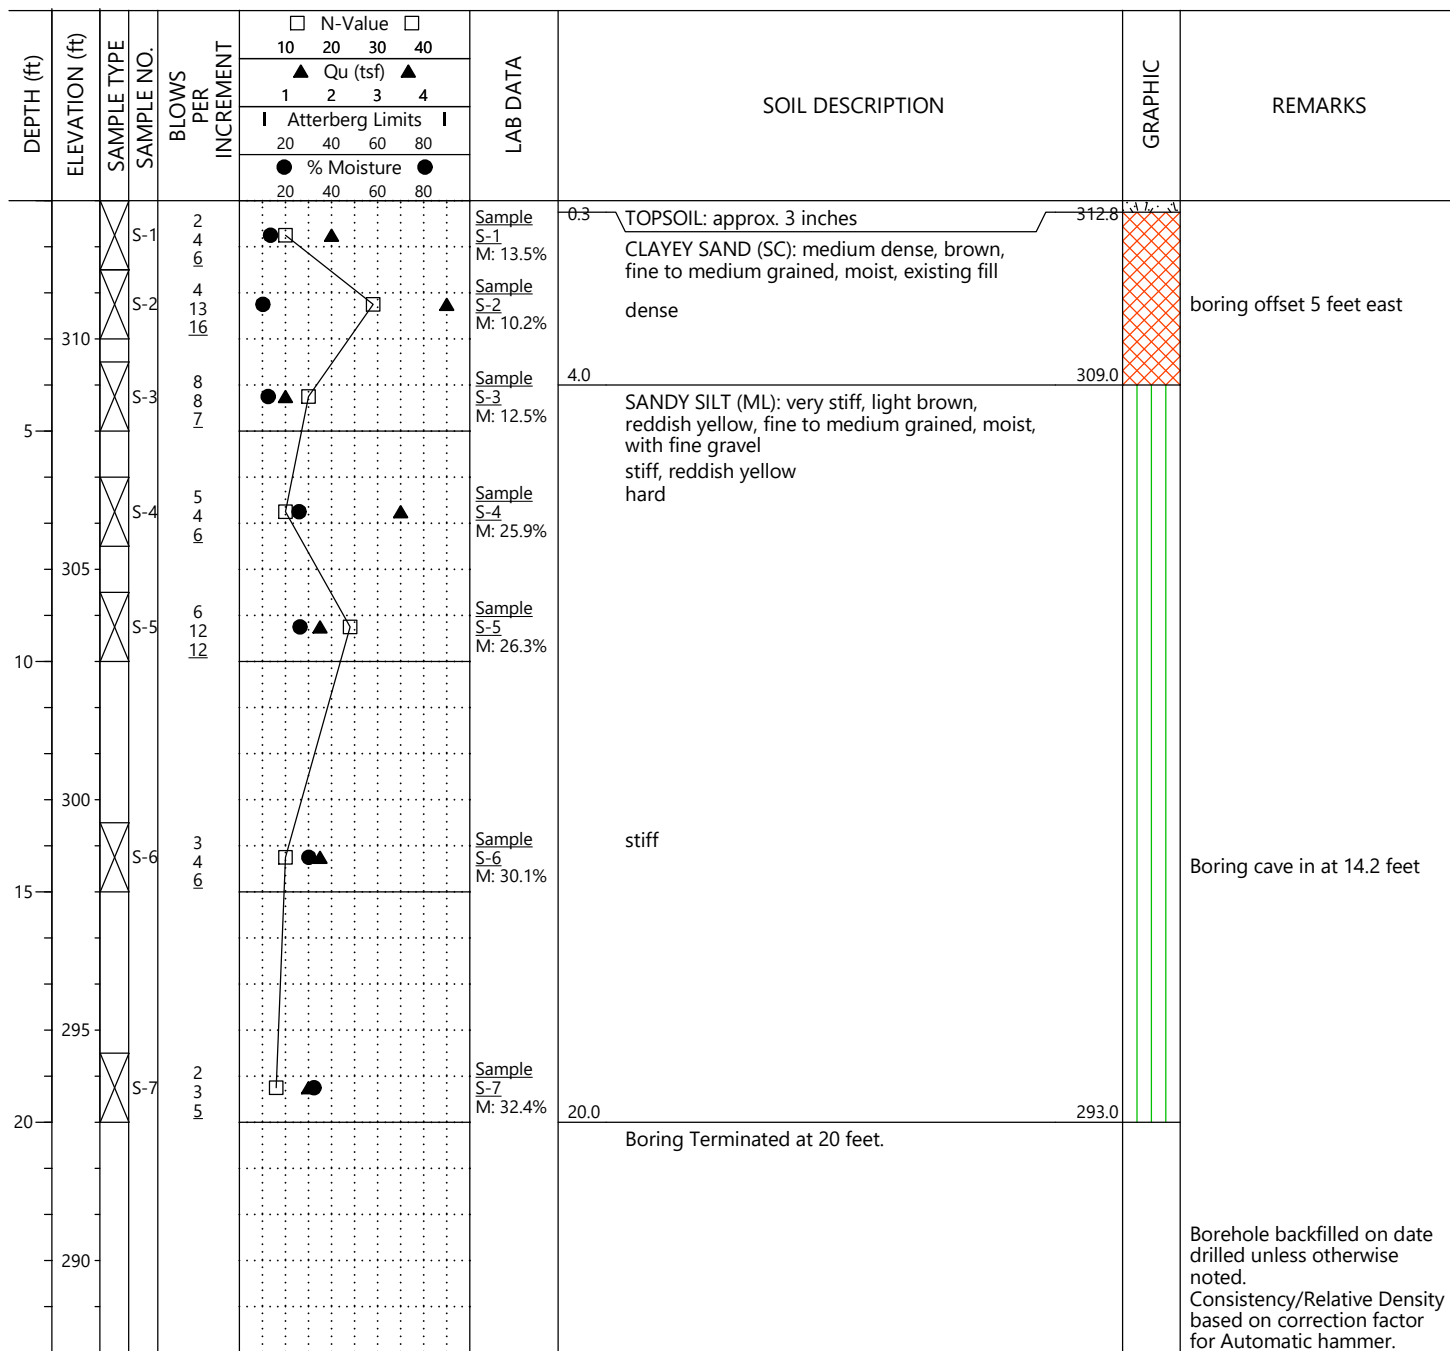 DEPTH (ft)
ELEVATION (ft)
SAMPLE TYPE
SAMPLE NO.
BLOWS
PER
INCREMENT
N-Value
10 20 30 40
Qu (tsf)
1 2 3 4
Atterberg Limits
20 40 60 80
% Moisture
20 40 60 80
LAB DATA
SOIL DESCRIPTION
GRAPHIC
REMARKS
S-1
2
4
6
Sample
S-1
M: 13.5%
0.3
TOPSOIL: approx. 3 inches
312.8
CLAYEY SAND (SC): medium dense, brown,
fine to medium grained, moist, existing fill
S-2
4
13
16
Sample
S-2
M: 10.2%
dense
boring offset 5 feet east
310
S-3
8
8
7
Sample
S-3
M: 12.5%
4.0
309.0
SANDY SILT (ML): very stiff, light brown,
reddish yellow, fine to medium grained, moist,
with fine gravel
5
stiff, reddish yellow
hard
S-4
5
4
6
Sample
S-4
M: 25.9%
305
S-5
6
12
12
Sample
S-5
M: 26.3%
10
300
S-6
3
4
6
Sample
S-6
M: 30.1%
stiff
Boring cave in at 14.2 feet
15
295
S-7
2
3
5
Sample
S-7
M: 32.4%
20
20.0
293.0
Boring Terminated at 20 feet.
290
Borehole backfilled on date
drilled unless otherwise
noted.
Consistency/Relative Density
based on correction factor
for Automatic hammer.